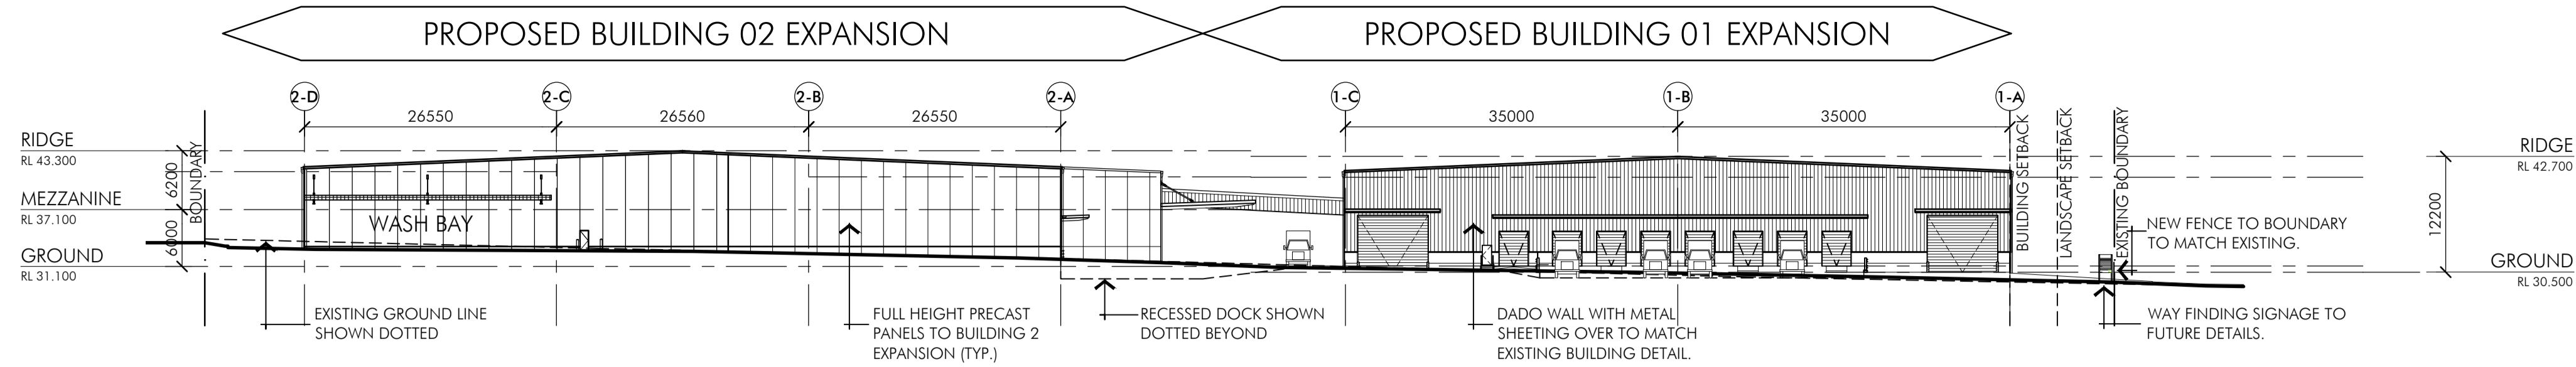 PROPOSED BUILDING 02 EXPANSION
PROPOSED BUILDING 01 EXPANSION
2-D
2-C
2-B
2-A
1-C
1-B
1-A
26550
26560
26550
35000
35000
RIDGE
RL 43.300
MEZZANINE
RL 37.100
GROUND
RL 31.100
6200
6000
BOUNDARY
WASH BAY
BUILDING SETBACK
LANDSCAPE SETBACK
EXISTING BOUNDARY
NEW FENCE TO BOUNDARY
TO MATCH EXISTING.
12200
RIDGE
RL 42.700
GROUND
RL 30.500
EXISTING GROUND LINE
SHOWN DOTTED
FULL HEIGHT PRECAST
PANELS TO BUILDING 2
EXPANSION (TYP.)
RECESSED DOCK SHOWN
DOTTED BEYOND
DADO WALL WITH METAL
SHEETING OVER TO MATCH
EXISTING BUILDING DETAIL.
WAY FINDING SIGNAGE TO
FUTURE DETAILS.